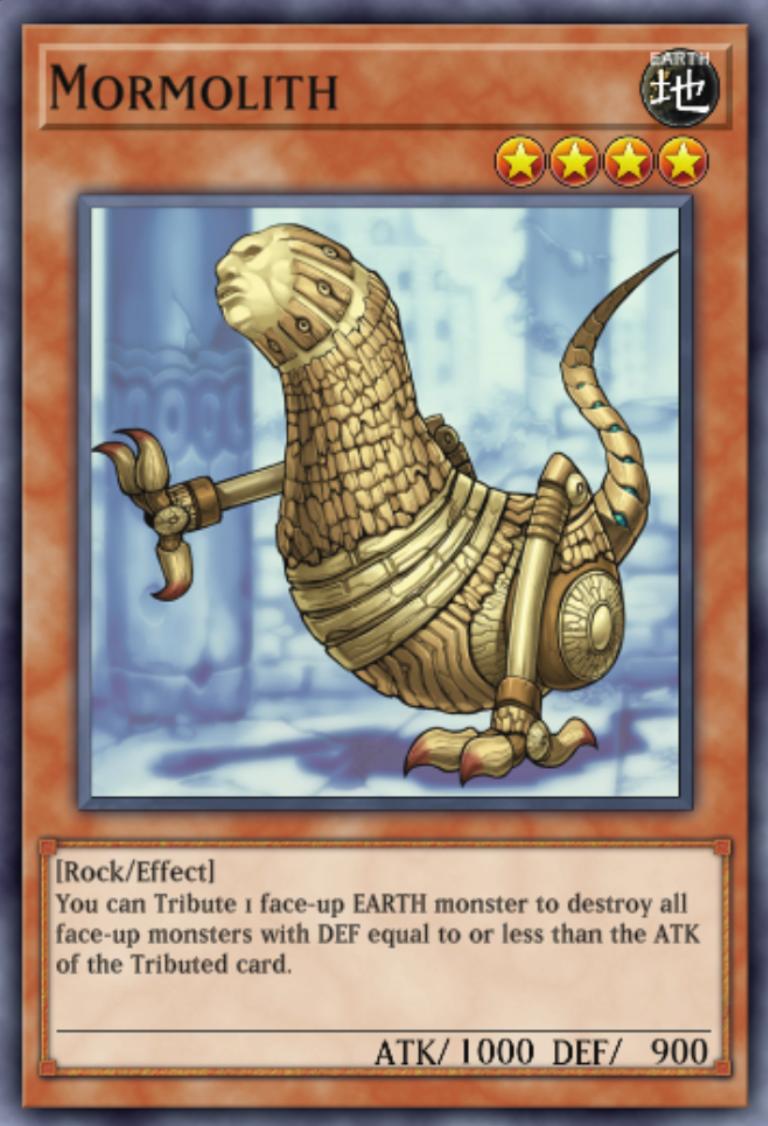 MORMOLITH
EARTH
地
[Rock/Effect]
You can Tribute 1 face-up EARTH monster to destroy all
face-up monsters with DEF equal to or less than the ATK
of the Tributed card.
ATK/ 1000 DEF/ 900